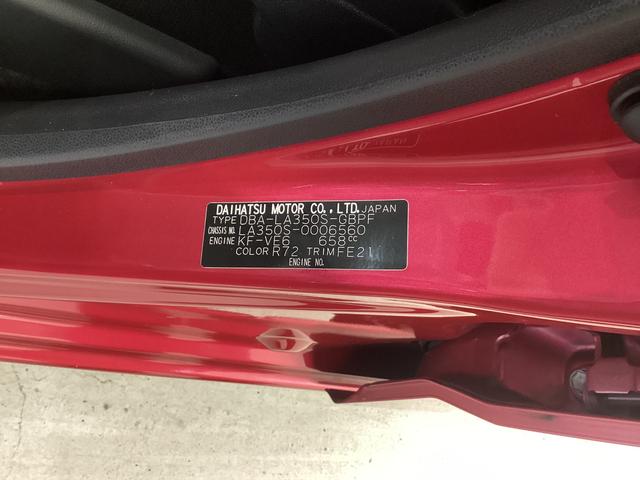 DAIHATSU MOTOR CO., LTD. JAPAN
TYPE DBA-LA350S-GBPF
CHASSIS NO. LA350S-0006560
ENGINE KF-VE6 658cc
COLOR R72 TRIM FE21
ENGINE NO.